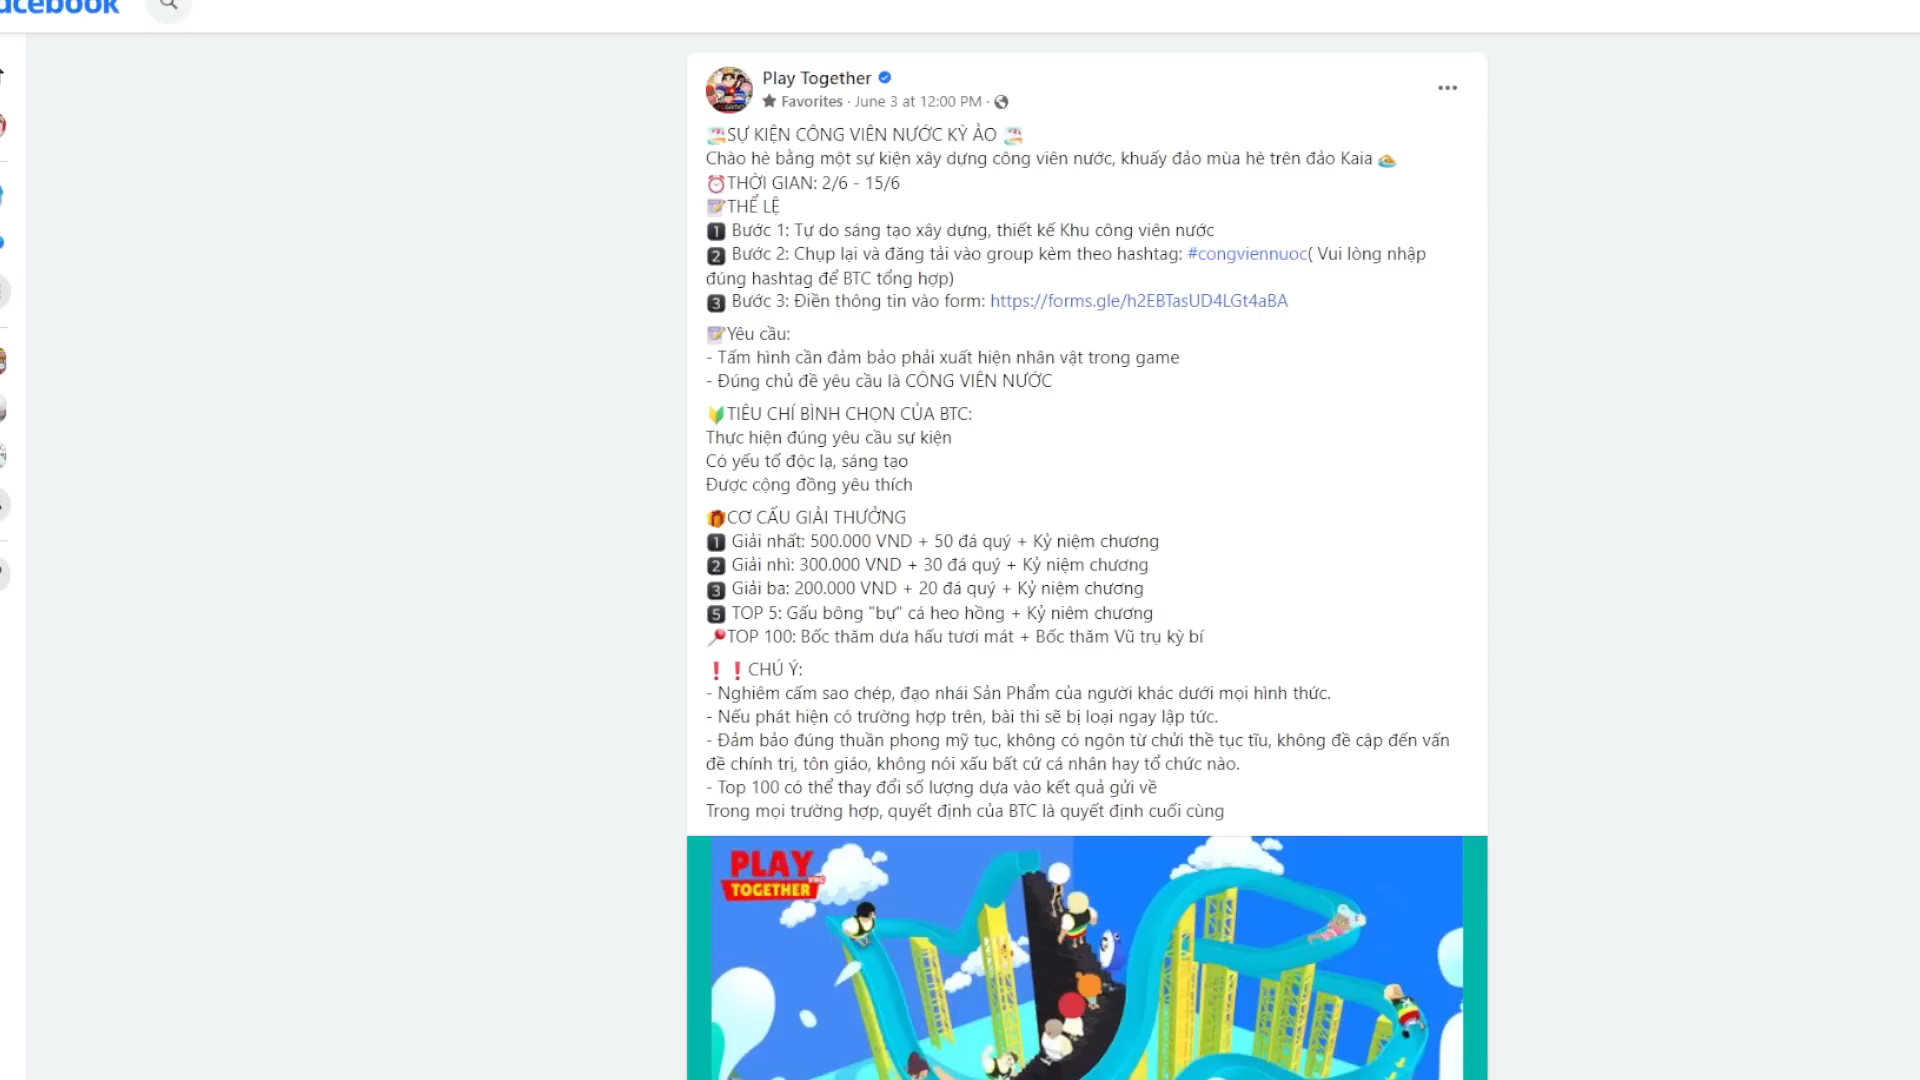 facebook
Play Together
Favorites · June 3 at 12:00 PM ·
SỰ KIỆN CÔNG VIÊN NƯỚC KỲ ẢO
Chào hè bằng một sự kiện xây dựng công viên nước, khuấy đảo mùa hè trên đảo Kaia
THỜI GIAN: 2/6 - 15/6
THỂ LỆ
1 Bước 1: Tự do sáng tạo xây dựng, thiết kế Khu công viên nước
2 Bước 2: Chụp lại và đăng tải vào group kèm theo hashtag: #congviennuoc( Vui lòng nhập
đúng hashtag để BTC tổng hợp)
3 Bước 3: Điền thông tin vào form: https://forms.gle/h2EBTasUD4LGt4aBA
Yêu cầu:
- Tấm hình cần đảm bảo phải xuất hiện nhân vật trong game
- Đúng chủ đề yêu cầu là CÔNG VIÊN NƯỚC
TIÊU CHÍ BÌNH CHỌN CỦA BTC:
Thực hiện đúng yêu cầu sự kiện
Có yếu tố độc lạ, sáng tạo
Được cộng đồng yêu thích
CƠ CẤU GIẢI THƯỞNG
1 Giải nhất: 500.000 VND + 50 đá quý + Kỷ niệm chương
2 Giải nhì: 300.000 VND + 30 đá quý + Kỷ niệm chương
3 Giải ba: 200.000 VND + 20 đá quý + Kỷ niệm chương
5 TOP 5: Gấu bông "bự" cá heo hồng + Kỷ niêm chương
TOP 100: Bốc thăm dưa hấu tươi mát + Bốc thăm Vũ trụ kỳ bí
CHÚ Ý:
- Nghiêm cấm sao chép, đạo nhái Sản Phẩm của người khác dưới mọi hình thức.
- Nếu phát hiện có trường hợp trên, bài thi sẽ bị loại ngay lập tức.
- Đảm bảo đúng thuần phong mỹ tục, không có ngôn từ chửi thề tục tĩu, không đề cập đến vấn
đề chính trị, tôn giáo, không nói xấu bất cứ cá nhân hay tổ chức nào.
- Top 100 có thể thay đổi số lượng dựa vào kết quả gửi về
Trong mọi trường hợp, quyết định của BTC là quyết định cuối cùng
PLAY
TOGETHER VNG